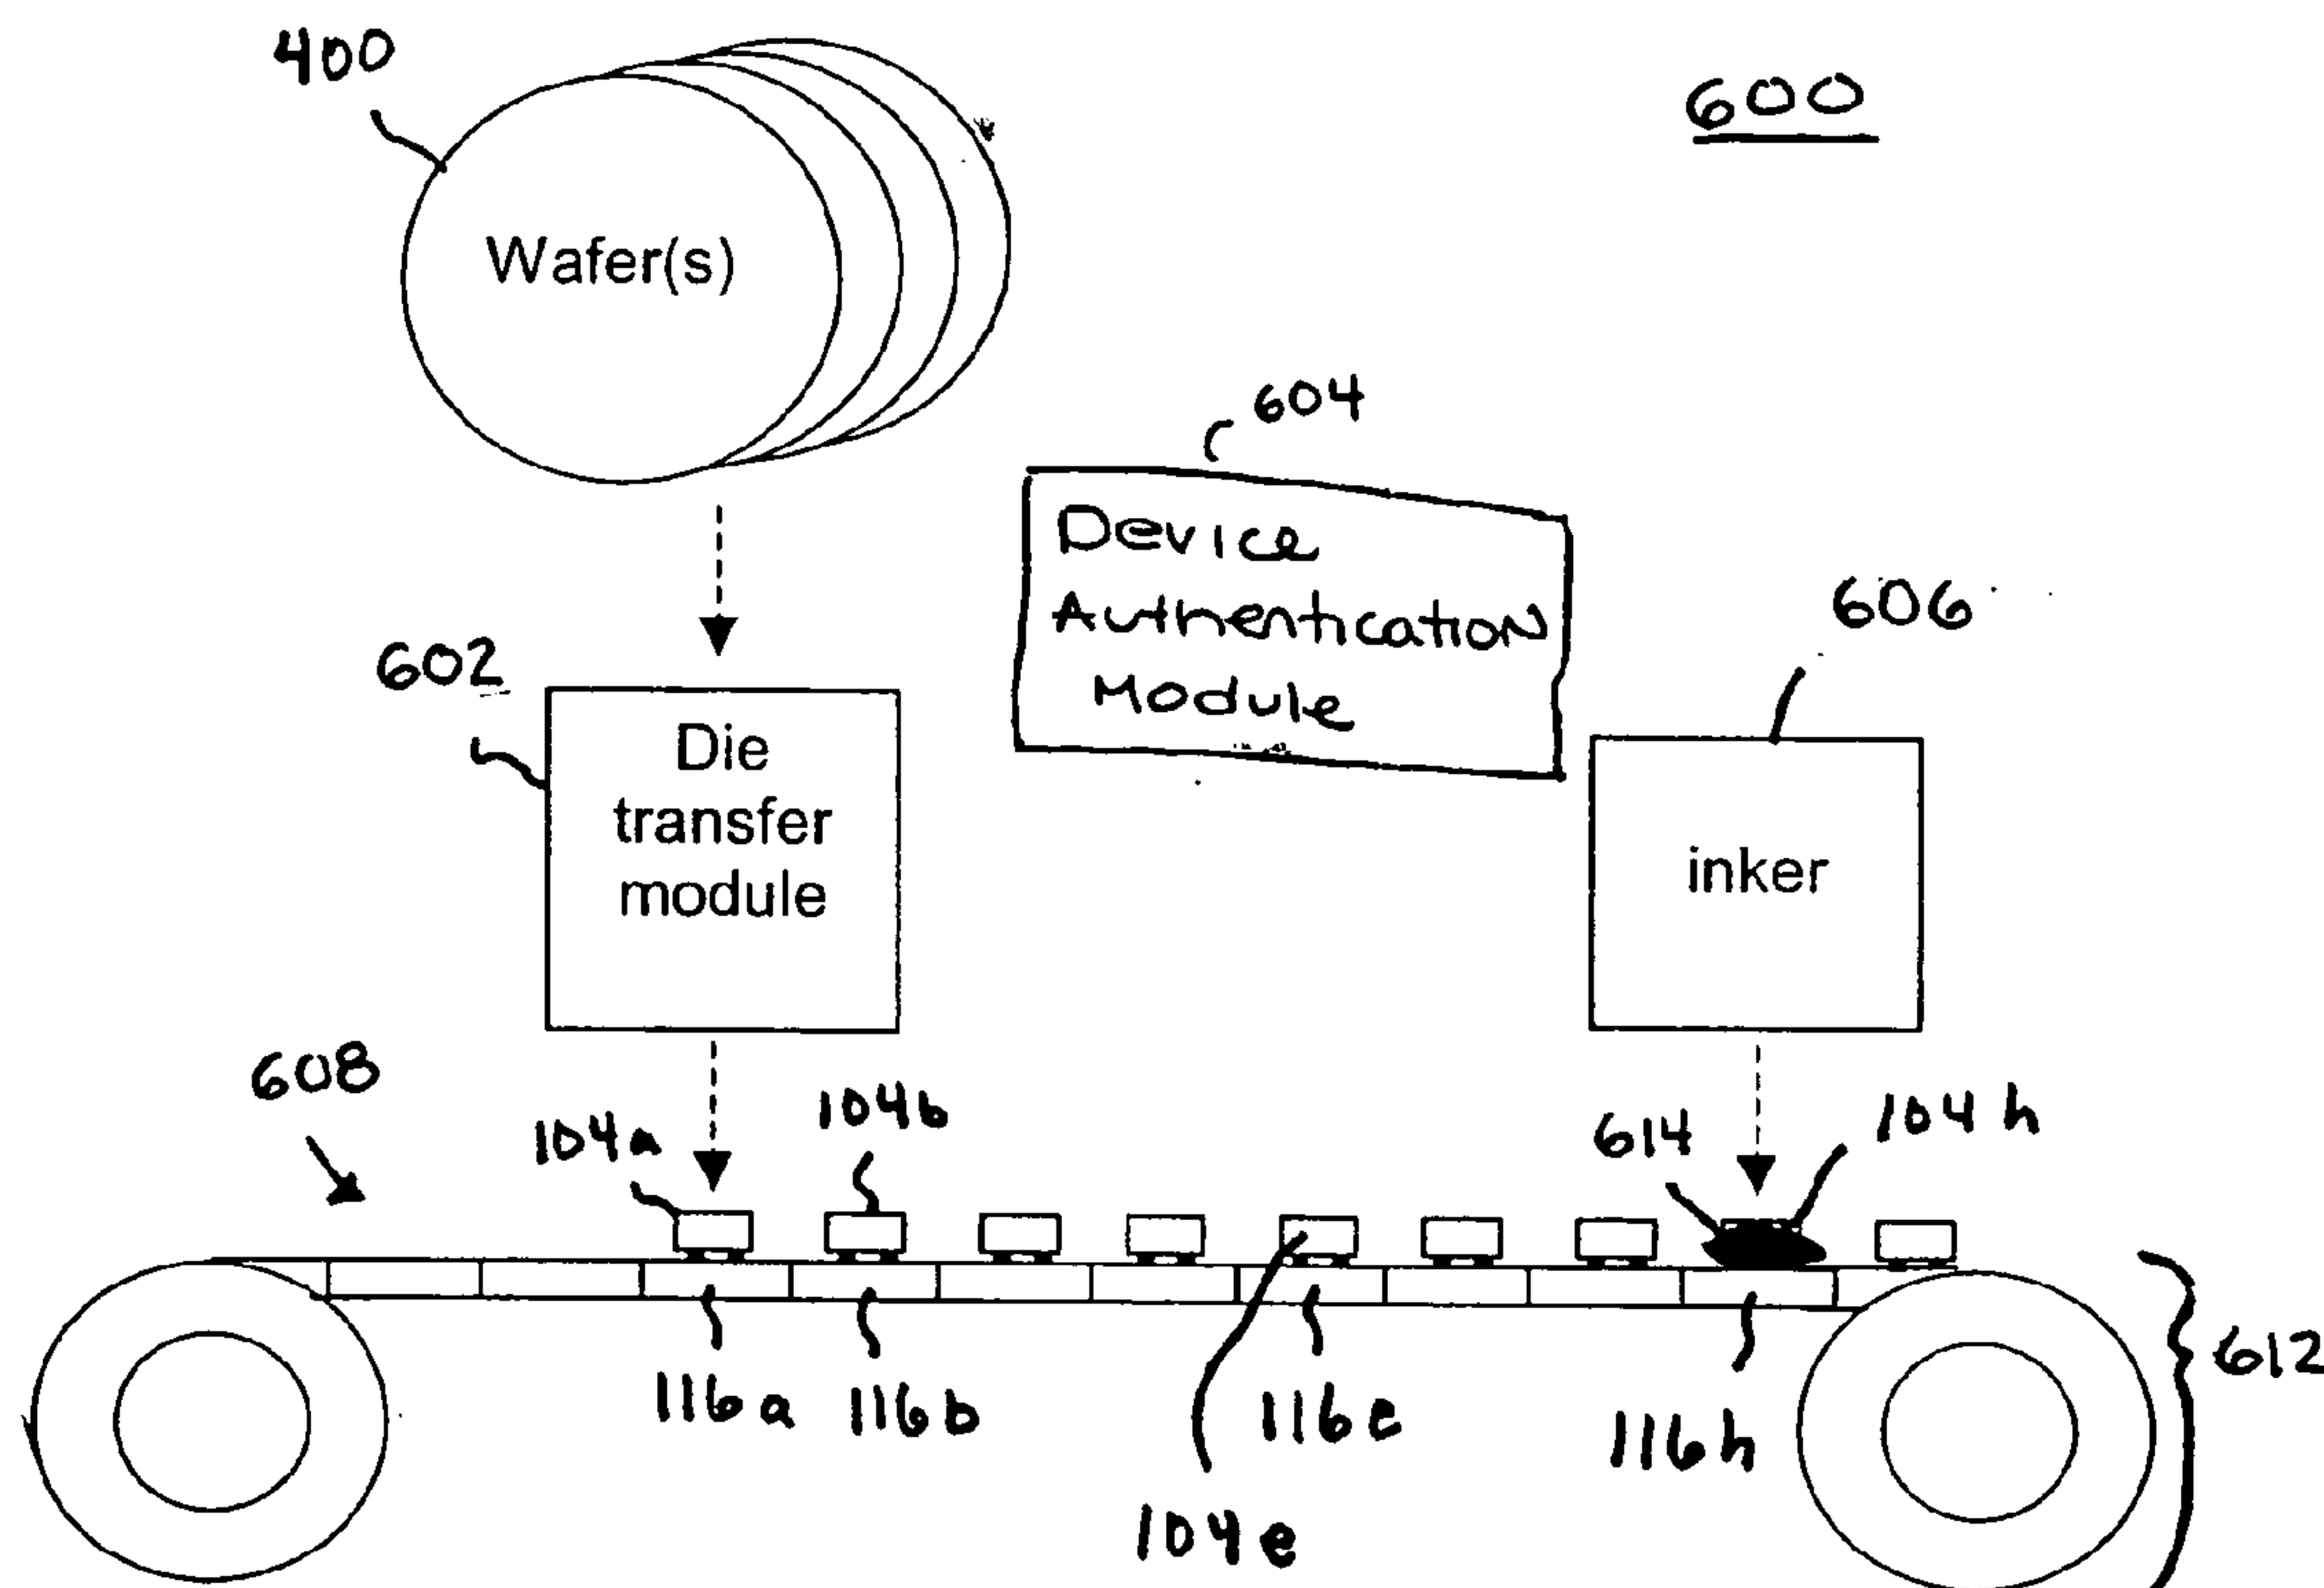 400
600
Wafer(s)
604
Device
Authentication
Module
606
602
Die
transfer
module
inker
608
104a
104b
614
104h
612
116a
116b
116e
116h
104e